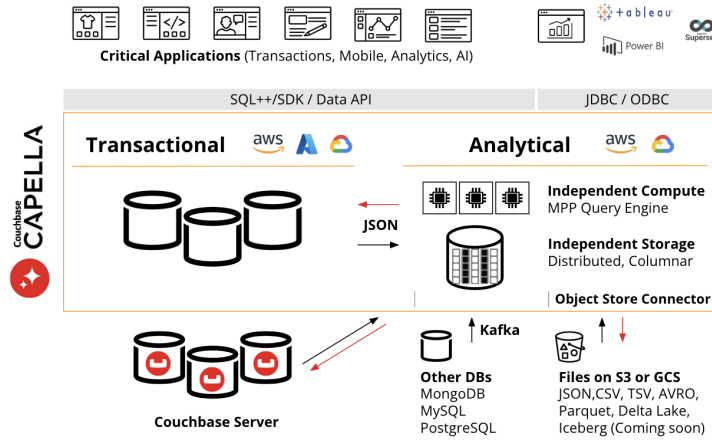 + a b l e a u
Power BI
Superse
Critical Applications (Transactions, Mobile, Analytics, AI)
SQL++/SDK / Data API
JDBC / ODBC
Couchbase
CAPELLA
Transactional
aws
Analytical
aws
JSON
Independent Compute
MPP Query Engine
Independent Storage
Distributed, Columnar
Object Store Connector
Kafka
Couchbase Server
Other DBs
MongoDB
MySQL
PostgreSQL
Files on S3 or GCS
JSON,CSV, TSV, AVRO,
Parquet, Delta Lake,
Iceberg (Coming soon)